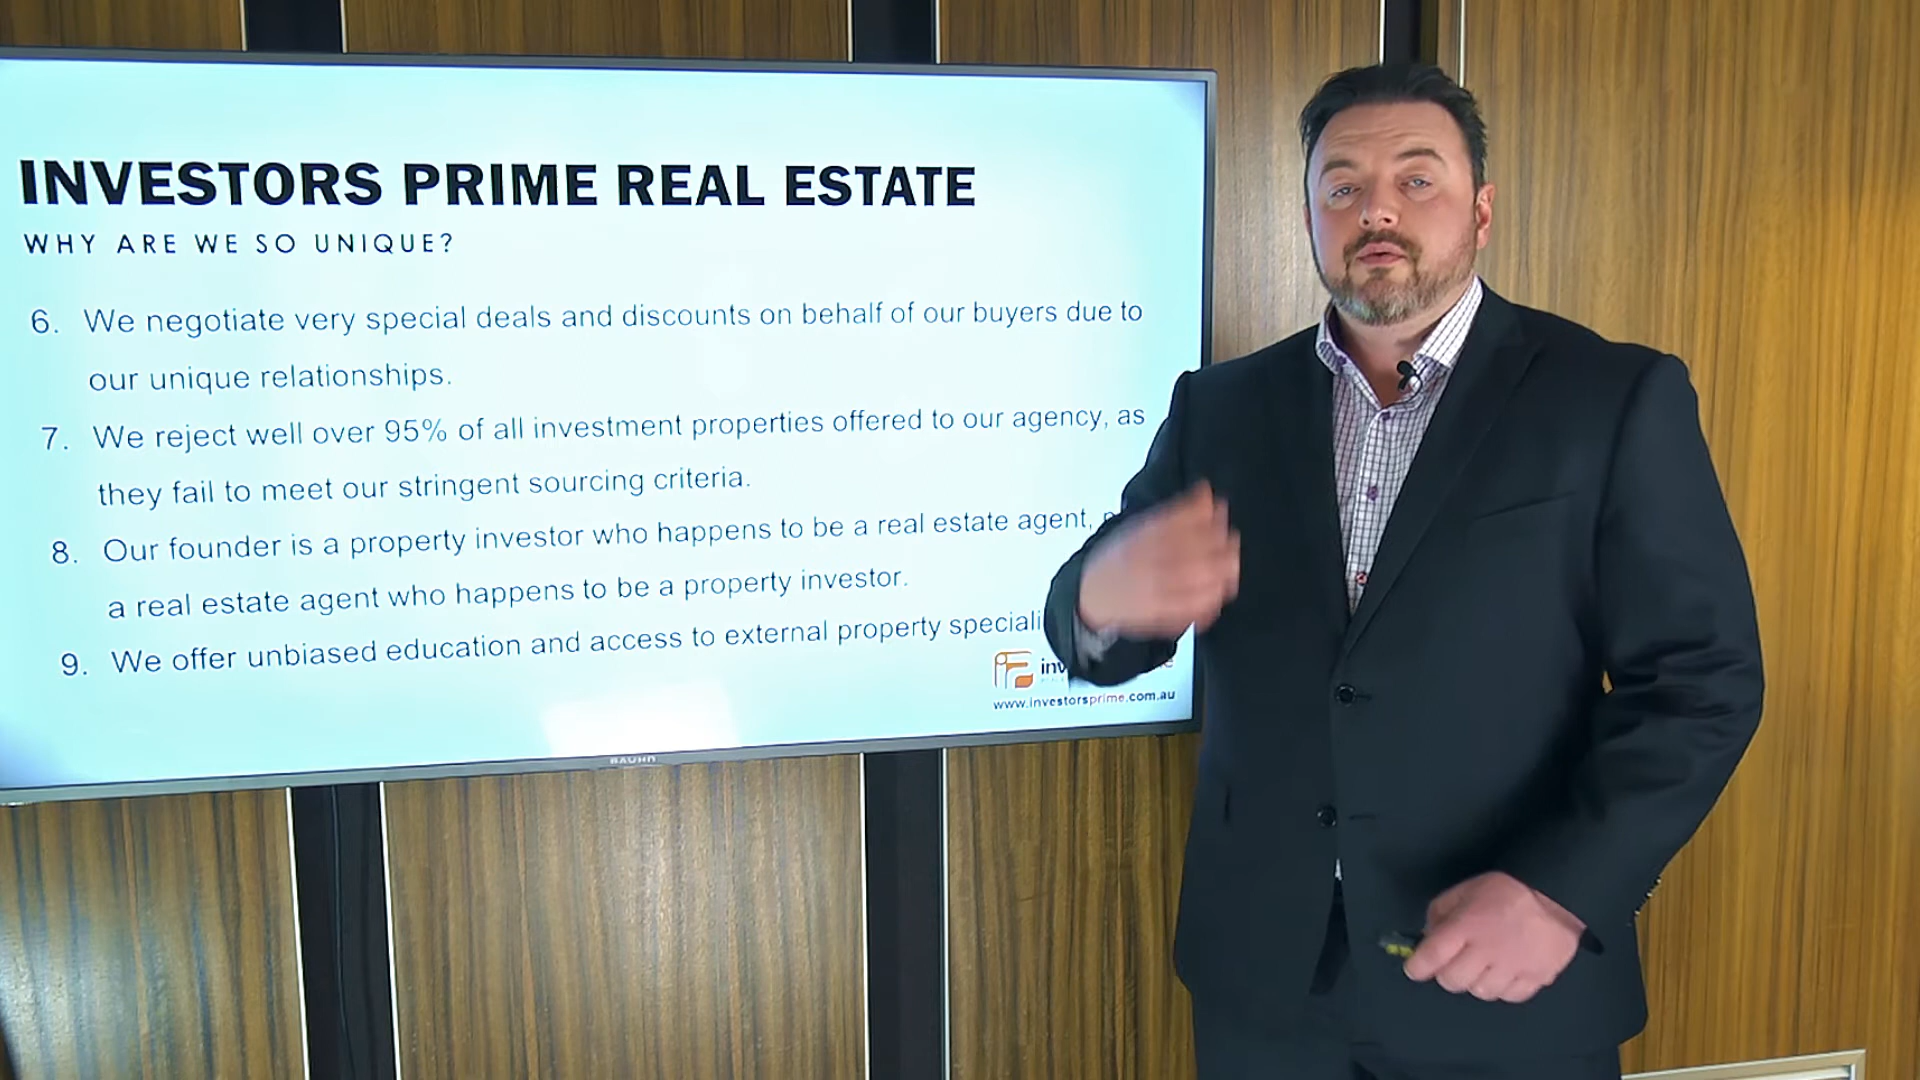 INVESTORS PRIME REAL ESTATE
WHY ARE WE SO UNIQUE?
6. We negotiate very special deals and discounts on behalf of our buyers due to
our unique relationships.
7. We reject well over 95% of all investment properties offered to our agency, as
they fail to meet our stringent sourcing criteria.
8. Our founder is a property investor who happens to be a real estate agent,
a real estate agent who happens to be a property investor.
9. We offer unbiased education and access to external property speciali
inv
www.investorsprime.com.au
BAUHN